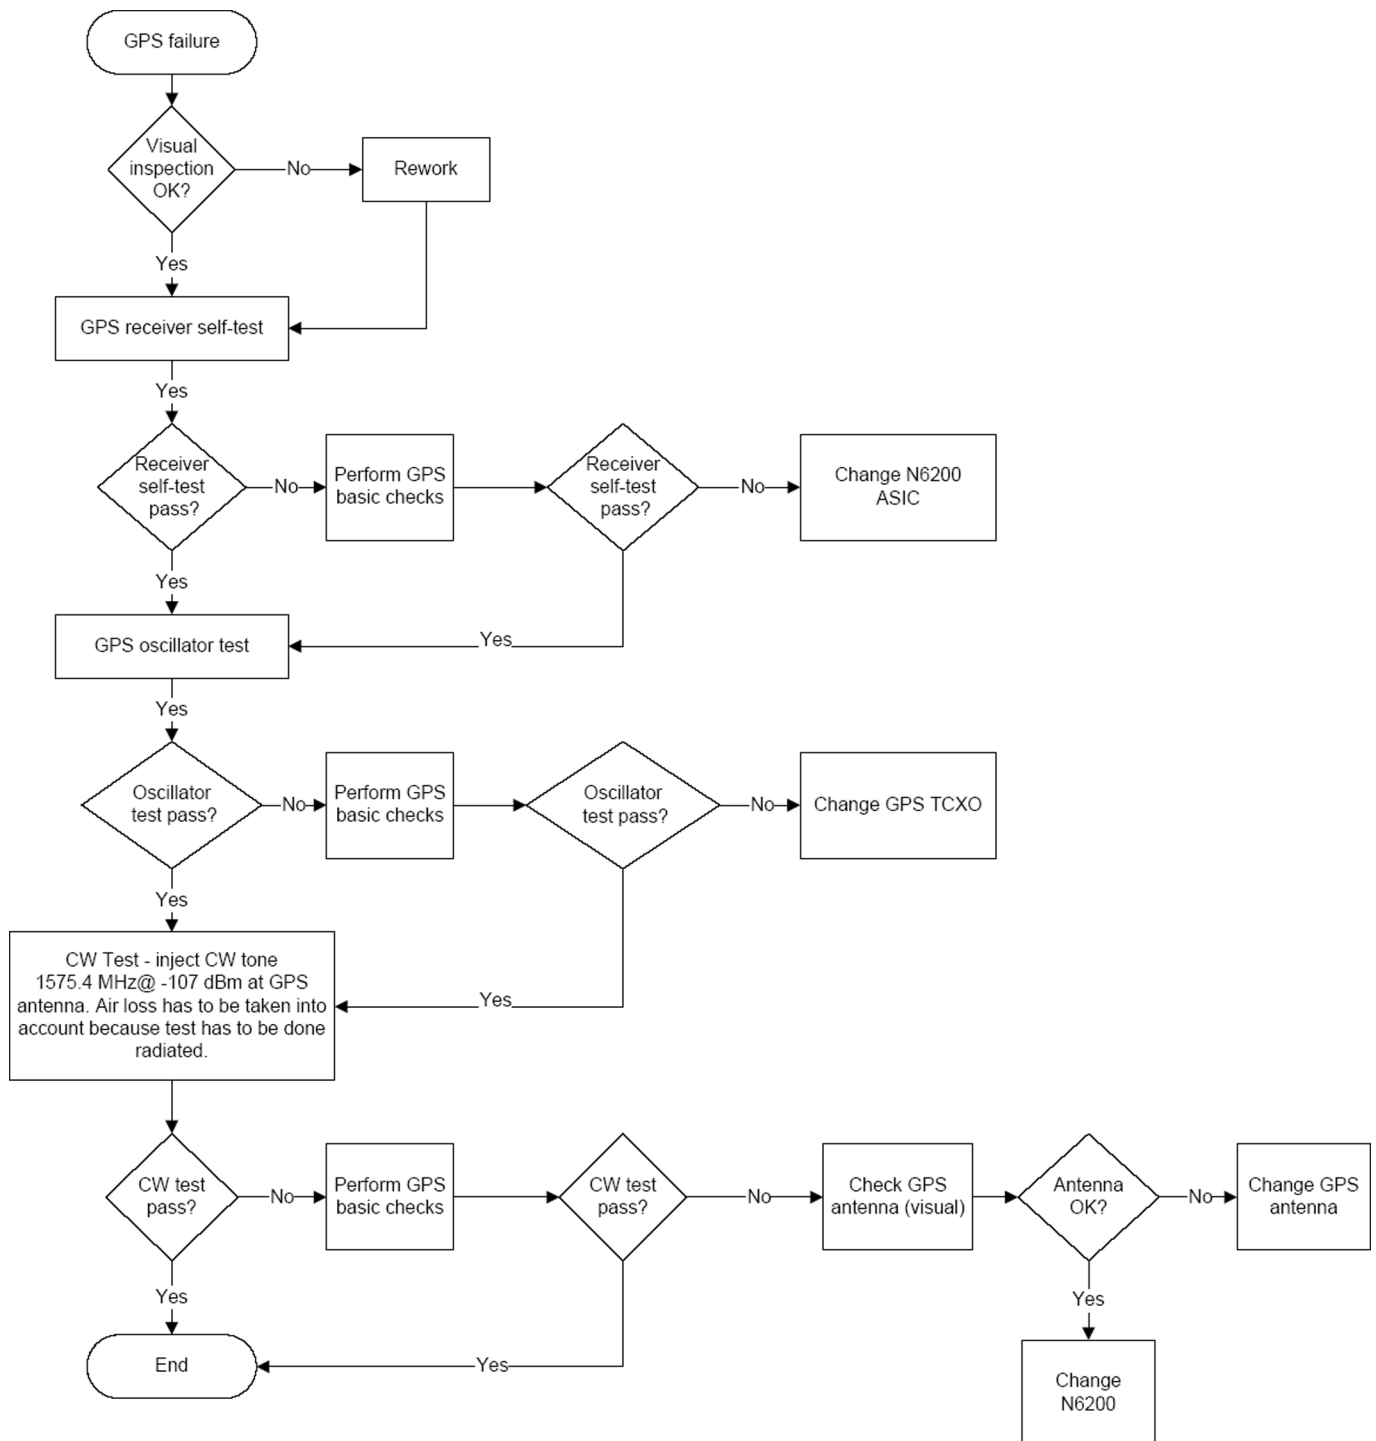 GPS failure
Visual
inspection
OK?
No
Rework
Yes
GPS receiver self-test
Yes
Receiver
self-test
pass?
No
Perform GPS
basic checks
Receiver
self-test
pass?
No
Change N6200
ASIC
Yes
GPS oscillator test
Yes
Yes
Oscillator
test pass?
No
Perform GPS
basic checks
Oscillator
test pass?
No
Change GPS TCXO
Yes
CW Test - inject CW tone
1575.4 MHz@ -107 dBm at GPS
antenna. Air loss has to be taken into
account because test has to be done
radiated.
Yes
CW test
pass?
No
Perform GPS
basic checks
CW test
pass?
No
Check GPS
antenna (visual)
Antenna
OK?
No
Change GPS
antenna
Yes
Yes
End
Yes
Change
N6200